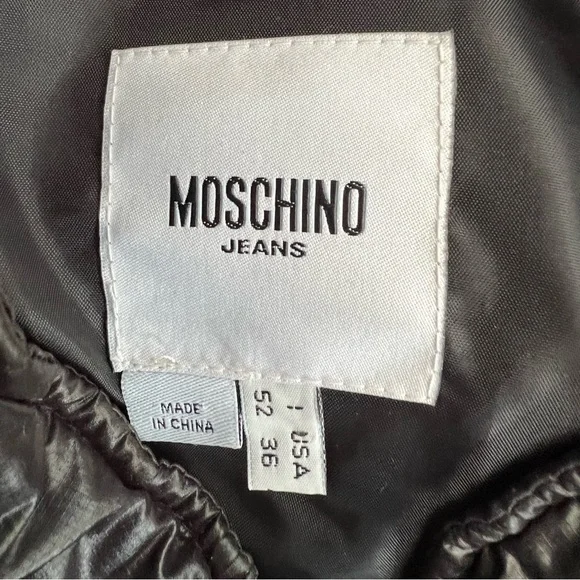 MOSCHINO
JEANS
MADE
IN CHINA
I USA
52 36